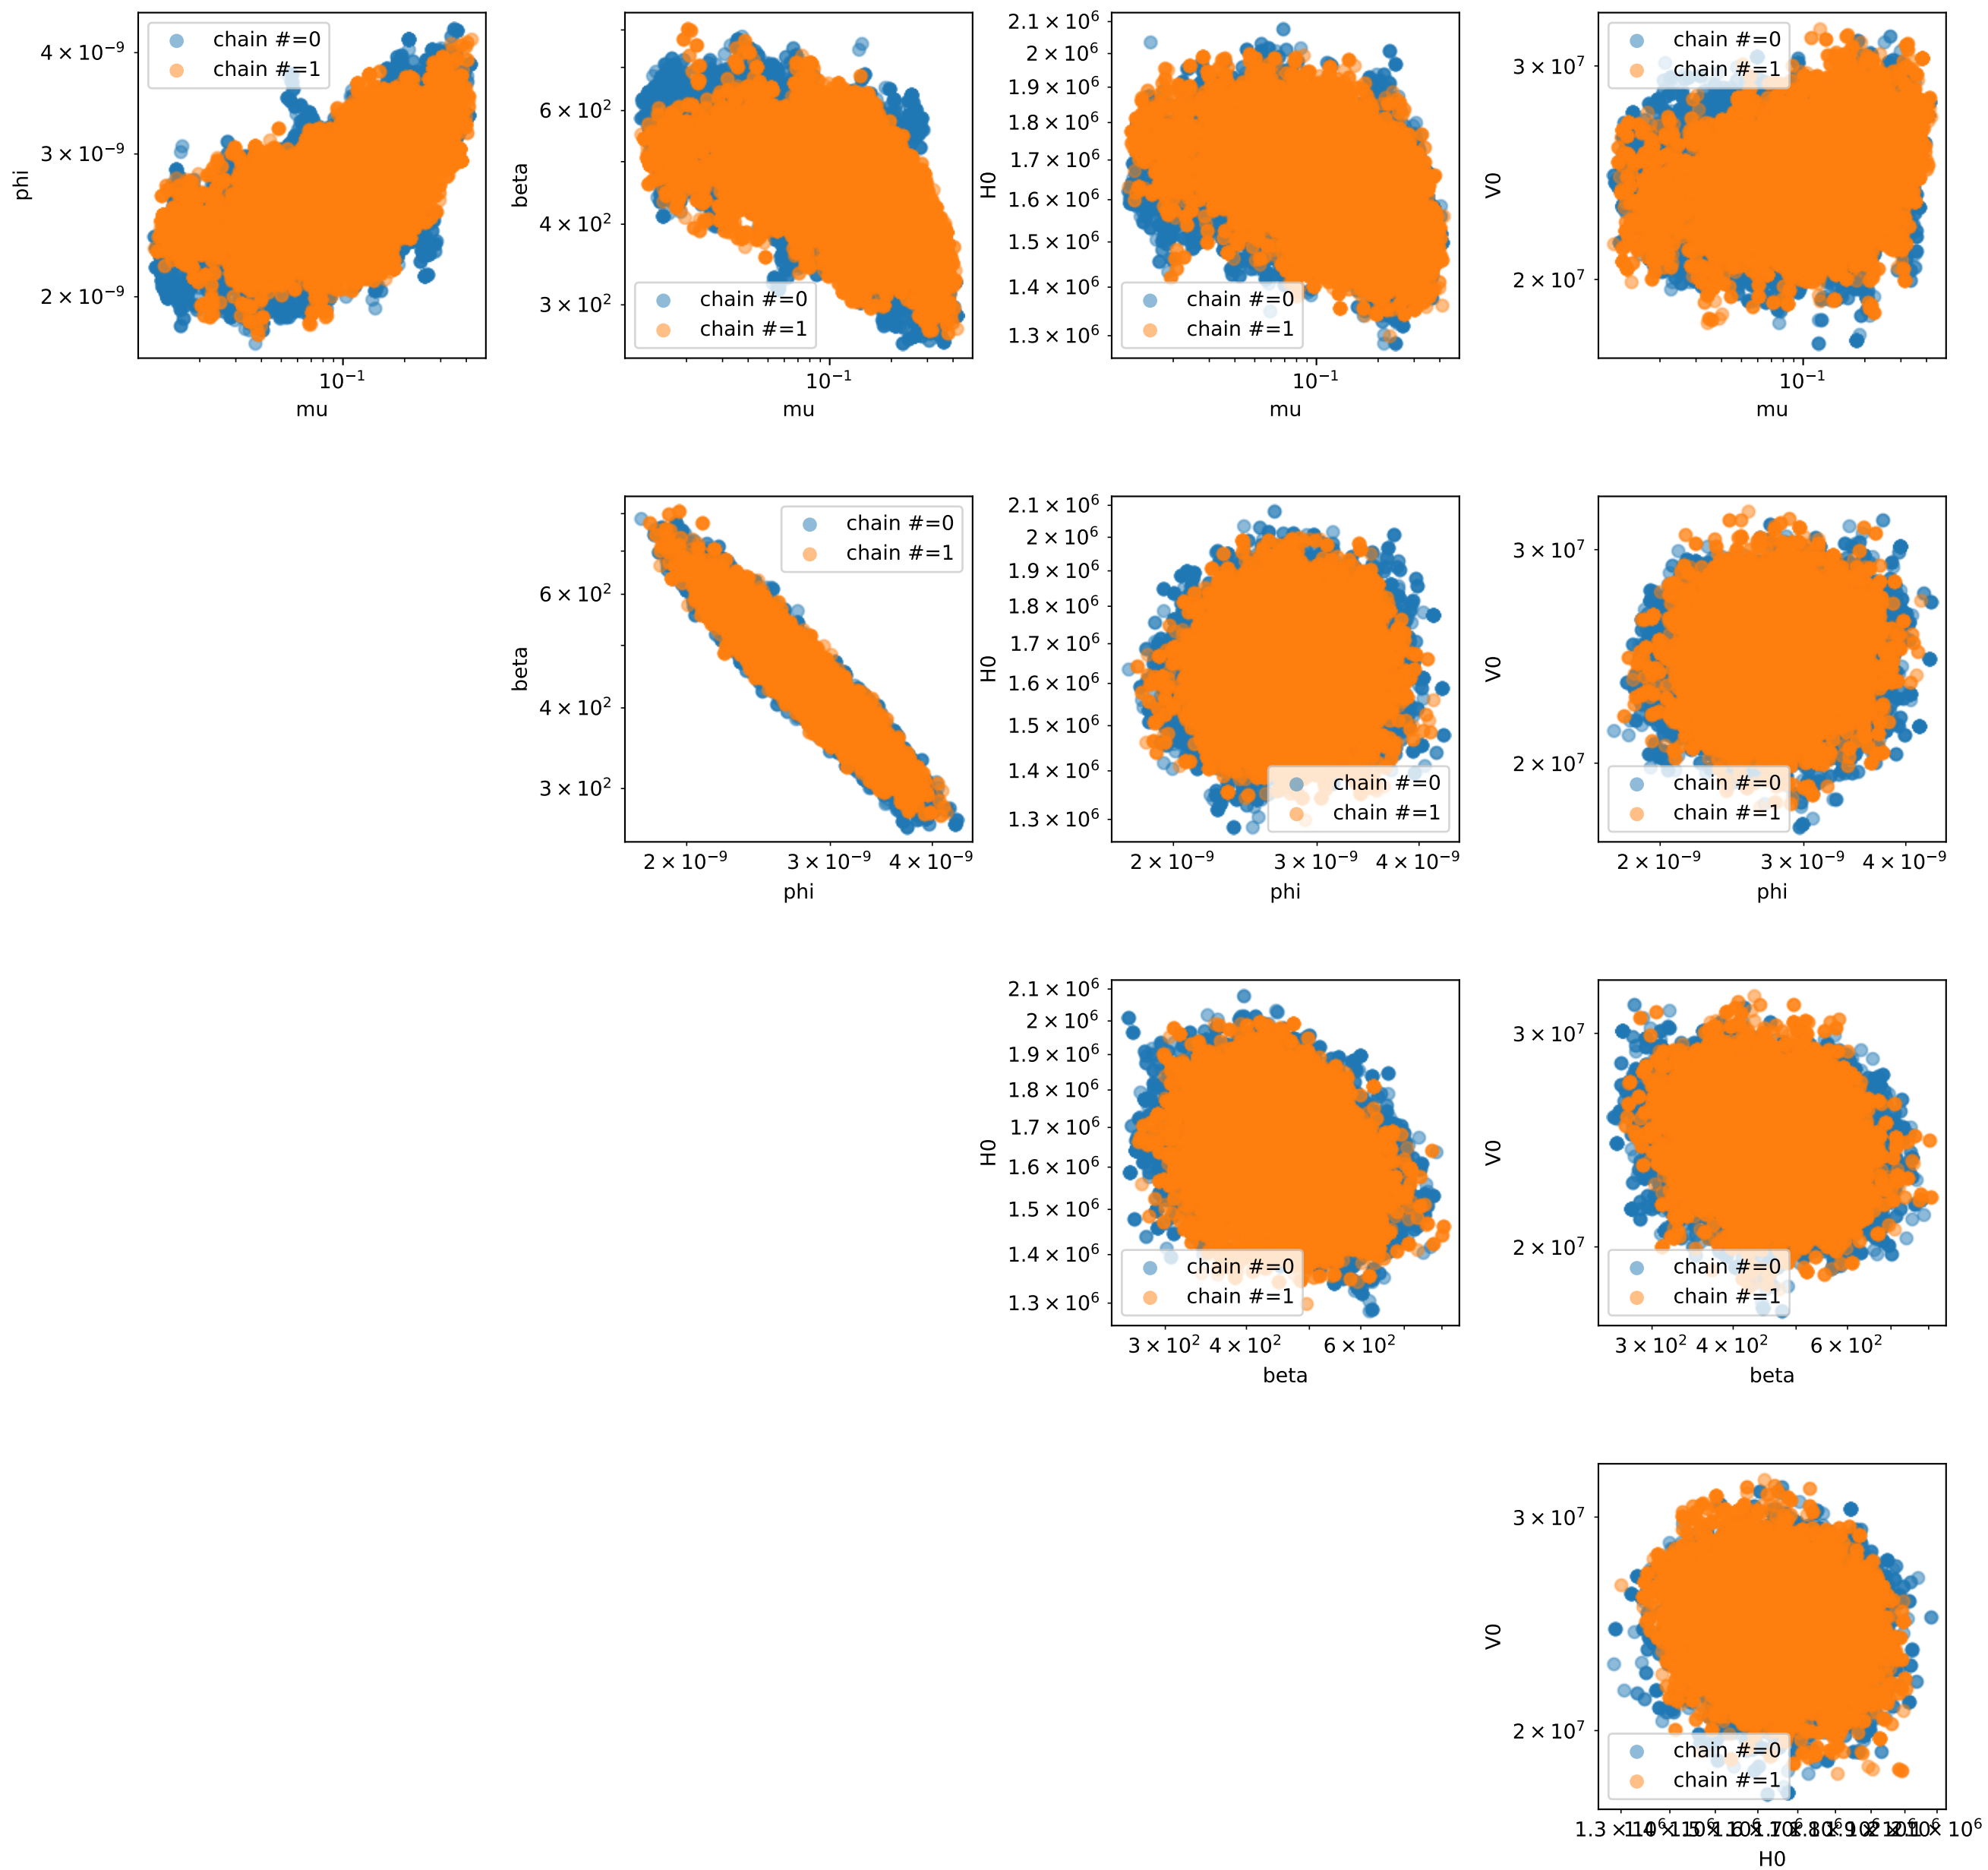 chain #=0
chain #=1
4 × 10⁻⁹
3 × 10⁻⁹
2 × 10⁻⁹
phi
10⁻¹
mu
chain #=0
chain #=1
6 × 10²
4 × 10²
3 × 10²
beta
10⁻¹
mu
chain #=0
chain #=1
2.1 × 10⁶
2 × 10⁶
1.9 × 10⁶
1.8 × 10⁶
1.7 × 10⁶
1.6 × 10⁶
1.5 × 10⁶
1.4 × 10⁶
1.3 × 10⁶
H0
10⁻¹
mu
chain #=0
chain #=1
3 × 10⁷
2 × 10⁷
V0
10⁻¹
mu
chain #=0
chain #=1
6 × 10²
4 × 10²
3 × 10²
beta
2 × 10⁻⁹ 3 × 10⁻⁹ 4 × 10⁻⁹
phi
2.1 × 10⁶
2 × 10⁶
1.9 × 10⁶
1.8 × 10⁶
1.7 × 10⁶
1.6 × 10⁶
1.5 × 10⁶
1.4 × 10⁶
1.3 × 10⁶
H0
chain #=0
chain #=1
2 × 10⁻⁹ 3 × 10⁻⁹ 4 × 10⁻⁹
phi
3 × 10⁷
2 × 10⁷
V0
chain #=0
chain #=1
2 × 10⁻⁹ 3 × 10⁻⁹ 4 × 10⁻⁹
phi
2.1 × 10⁶
2 × 10⁶
1.9 × 10⁶
1.8 × 10⁶
1.7 × 10⁶
1.6 × 10⁶
1.5 × 10⁶
1.4 × 10⁶
1.3 × 10⁶
H0
chain #=0
chain #=1
3 × 10² 4 × 10² 6 × 10²
beta
3 × 10⁷
2 × 10⁷
V0
chain #=0
chain #=1
3 × 10² 4 × 10² 6 × 10²
beta
3 × 10⁷
2 × 10⁷
V0
chain #=0
chain #=1
H0